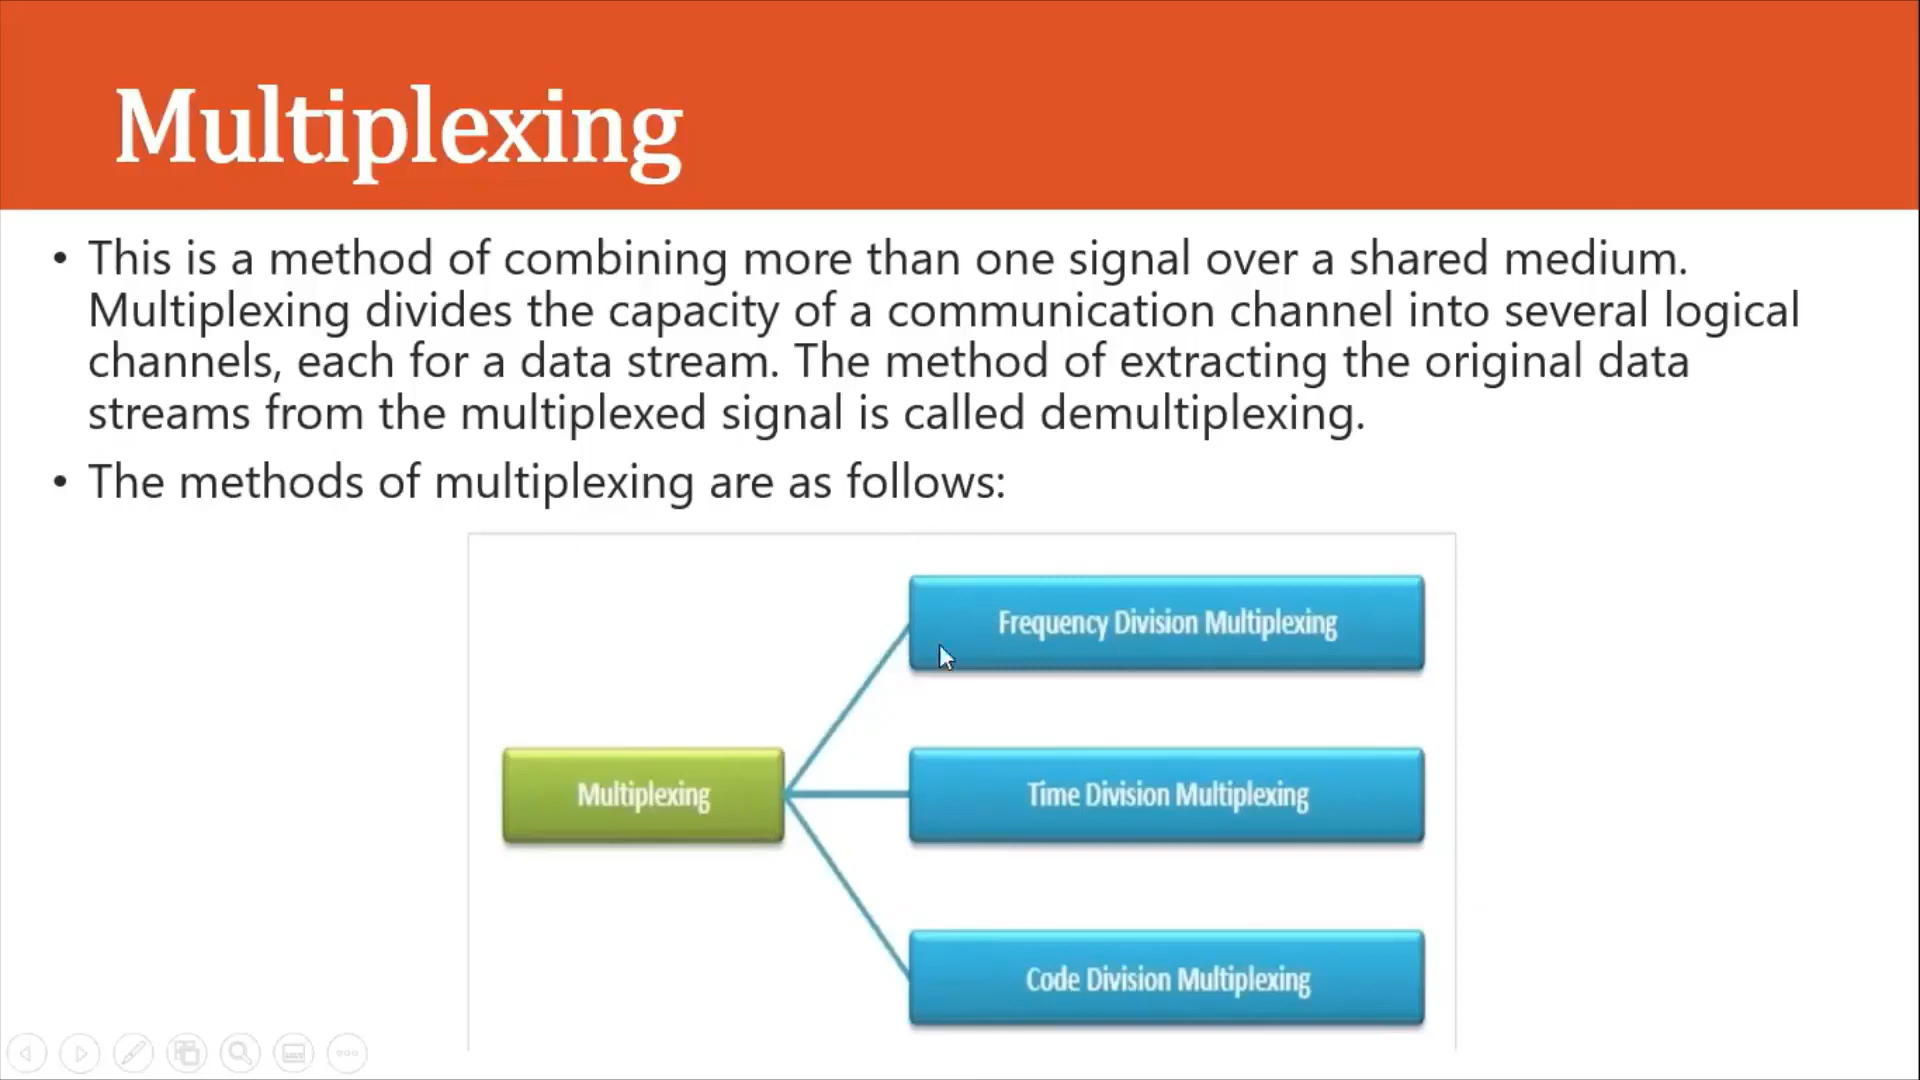 Multiplexing
• This is a method of combining more than one signal over a shared medium.
Multiplexing divides the capacity of a communication channel into several logical
channels, each for a data stream. The method of extracting the original data
streams from the multiplexed signal is called demultiplexing.
• The methods of multiplexing are as follows:
Frequency Division Multiplexing
Multiplexing
Time Division Multiplexing
Code Division Multiplexing